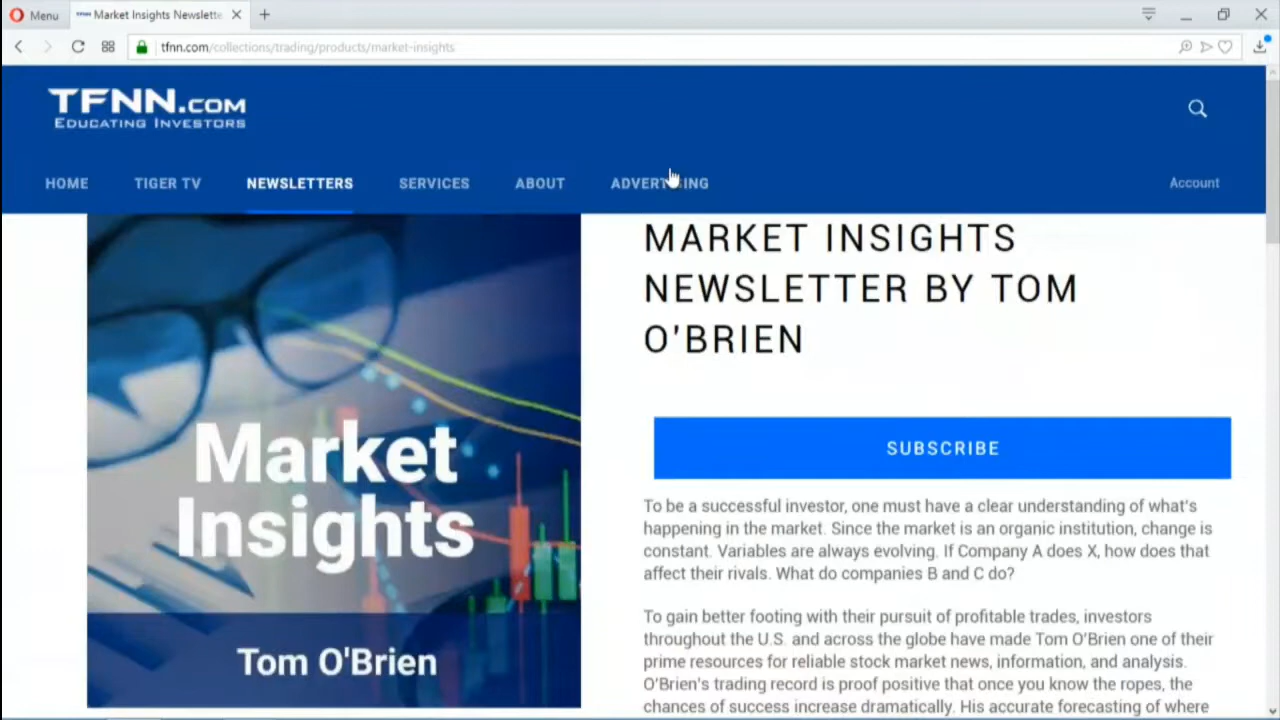 Menu
Market Insights Newslette
tfnn.com/collections/trading/products/market-insights
TFNN.COM
EDUCATING INVESTORS
HOME TIGER TV NEWSLETTERS SERVICES ABOUT ADVERTISING Account
MARKET INSIGHTS
NEWSLETTER BY TOM
O'BRIEN
Market
Insights
Tom O'Brien
SUBSCRIBE
To be a successful investor, one must have a clear understanding of what's
happening in the market. Since the market is an organic institution, change is
constant. Variables are always evolving. If Company A does X, how does that
affect their rivals. What do companies B and C do?
To gain better footing with their pursuit of profitable trades, investors
throughout the U.S. and across the globe have made Tom O'Brien one of their
prime resources for reliable stock market news, information, and analysis.
O'Brien's trading record is proof positive that once you know the ropes, the
chances of success increase dramatically. His accurate forecasting of where